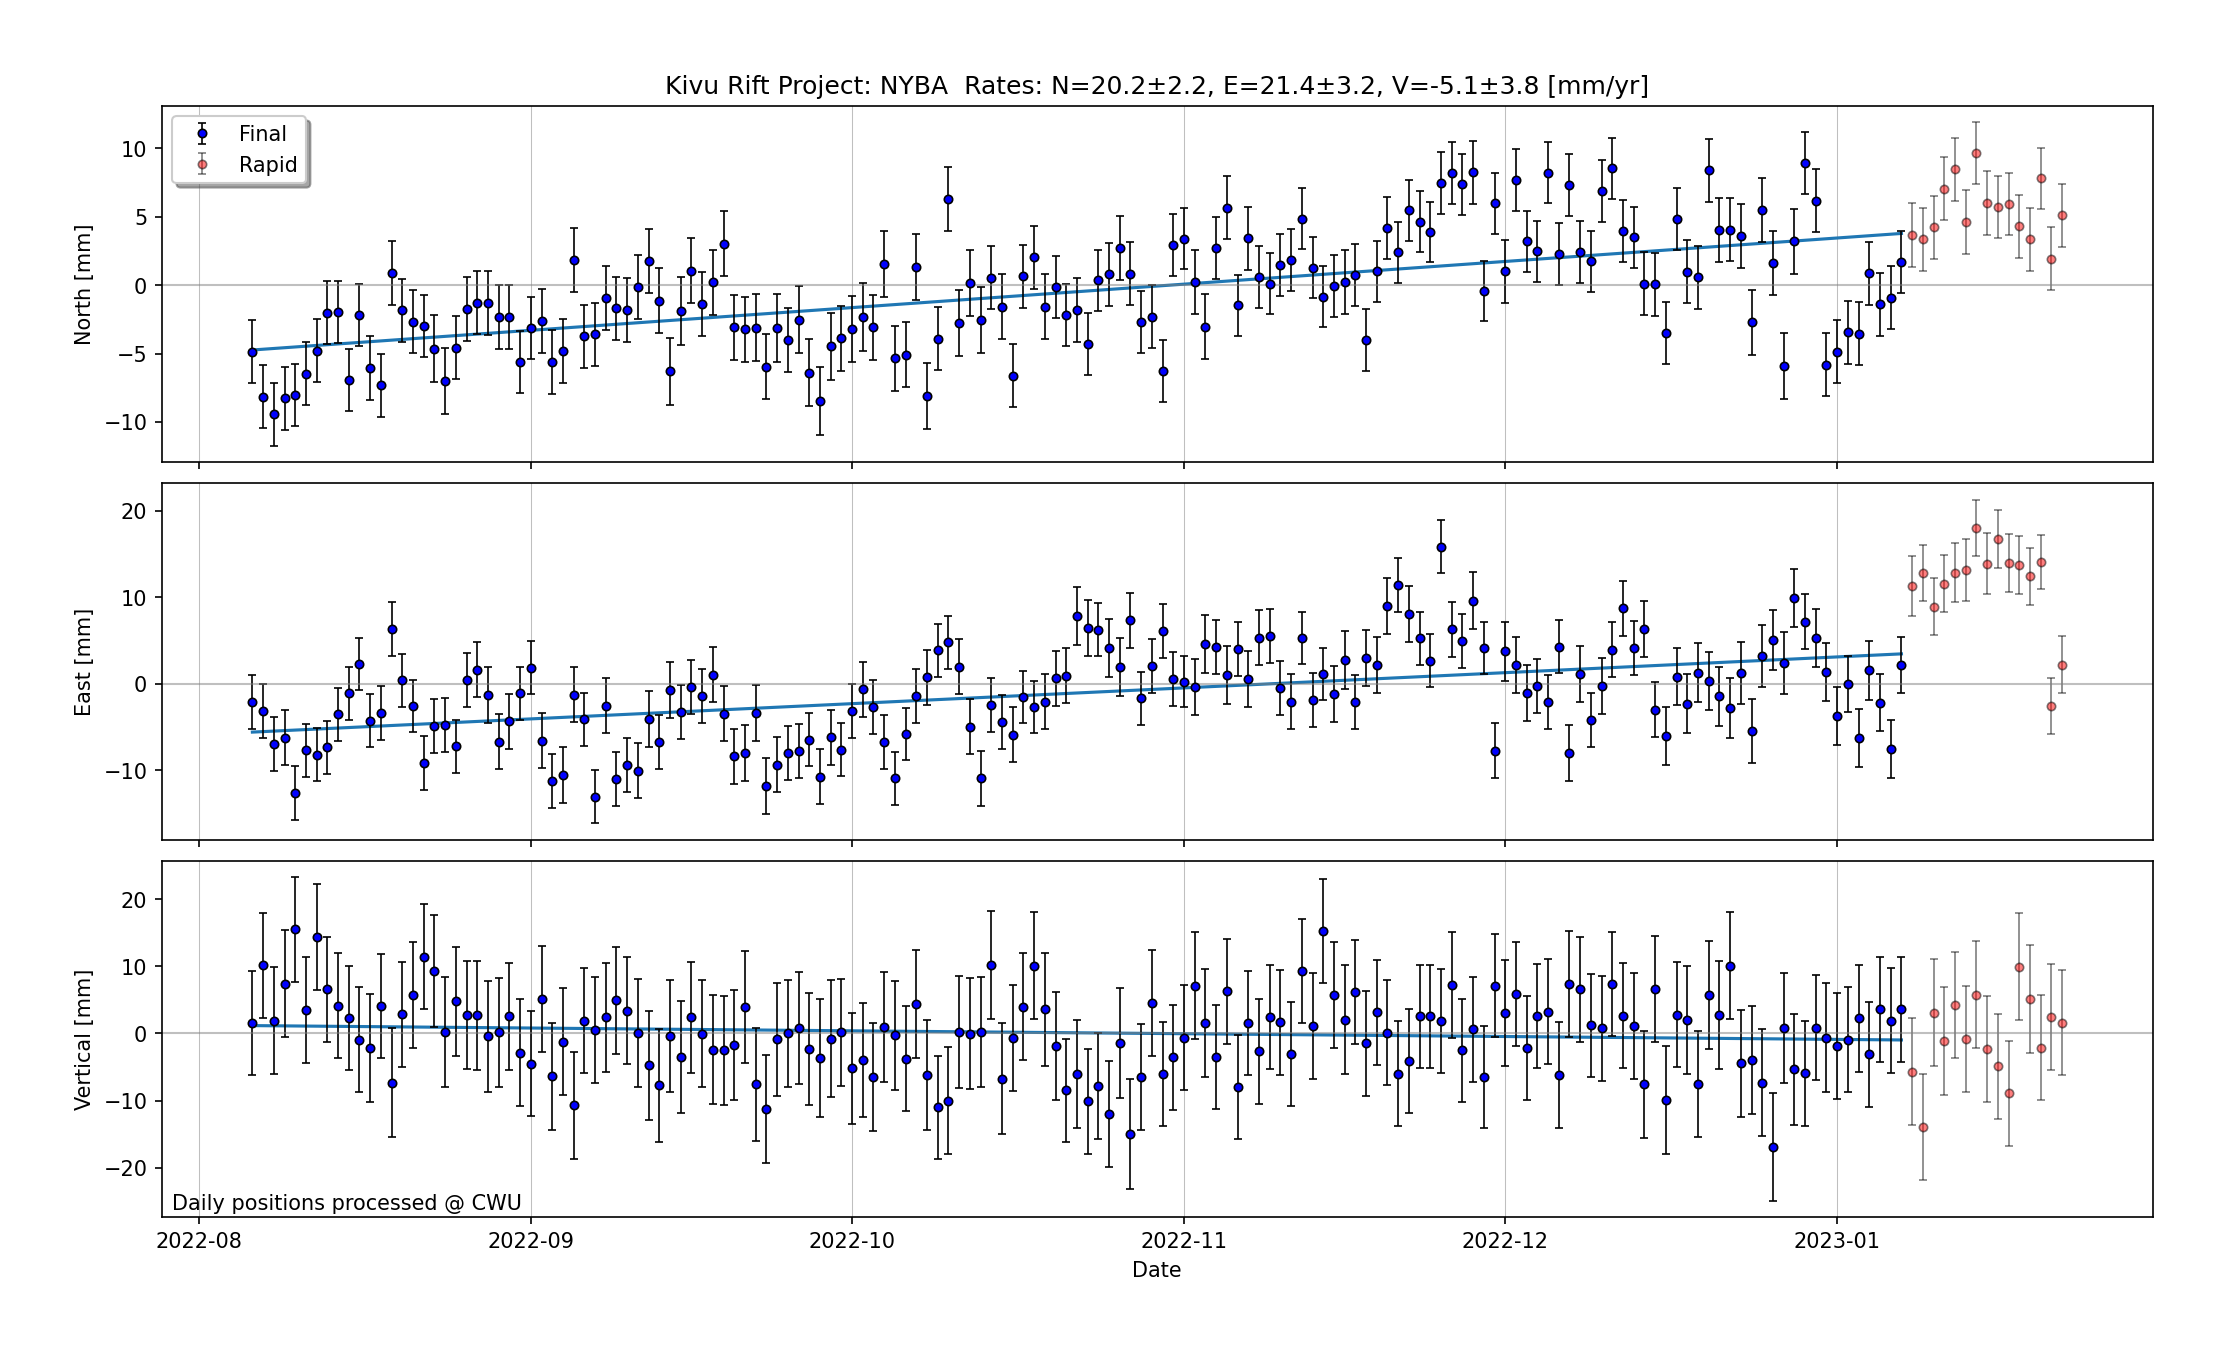 Kivu Rift Project: NYBA  Rates: N=20.2±2.2, E=21.4±3.2, V=-5.1±3.8 [mm/yr]
Final
Rapid
North [mm]
10
5
0
−5
−10
East [mm]
20
10
0
−10
Vertical [mm]
20
10
0
−10
−20
Daily positions processed @ CWU
2022-08
2022-09
2022-10
2022-11
2022-12
2023-01
Date